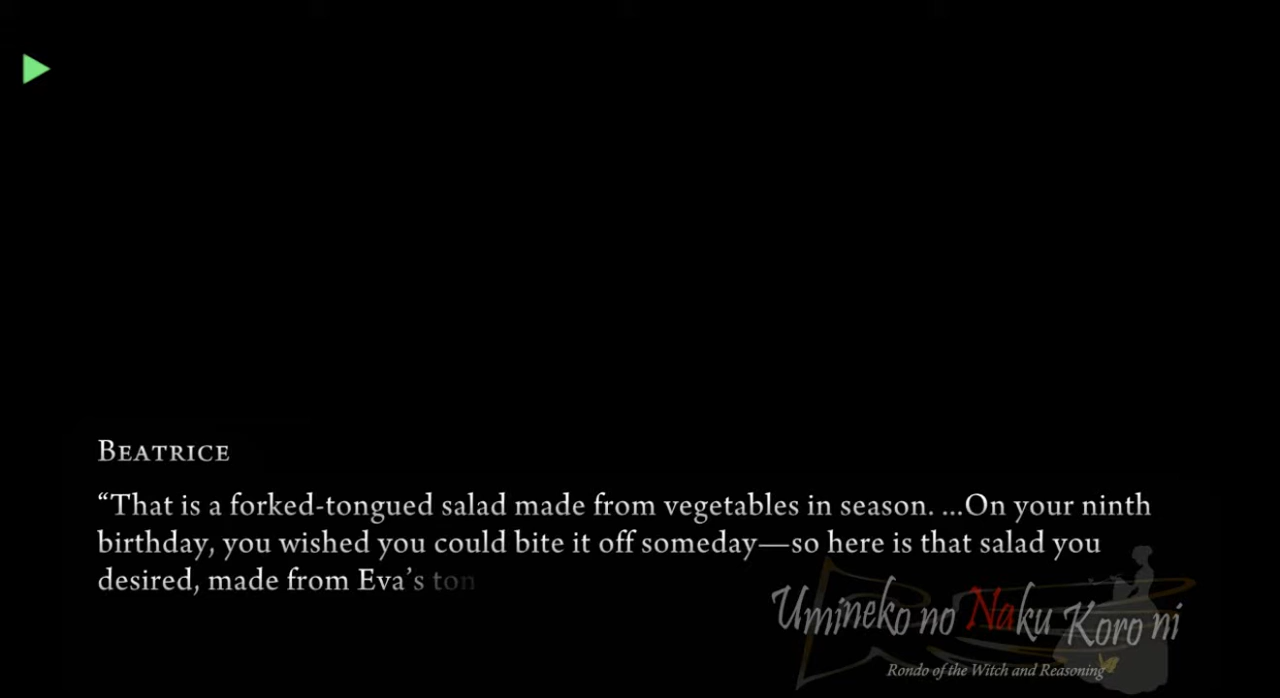 BEATRICE
“That is a forked-tongued salad made from vegetables in season. ...On your ninth
birthday, you wished you could bite it off someday—so here is that salad you
desired, made from Eva’s ton
Umineko no Naku Koro ni
Rondo of the Witch and Reasoning